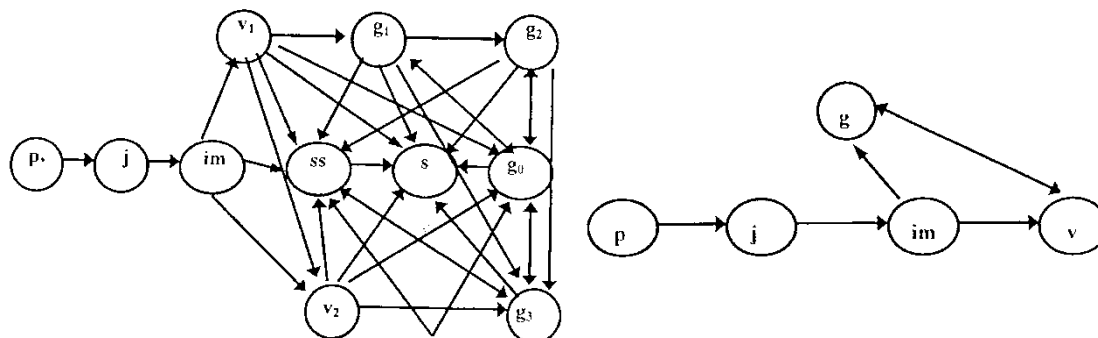 v₁ g₁ g₂
g
p, j im ss s g₀
p j im v
v₂ g₃